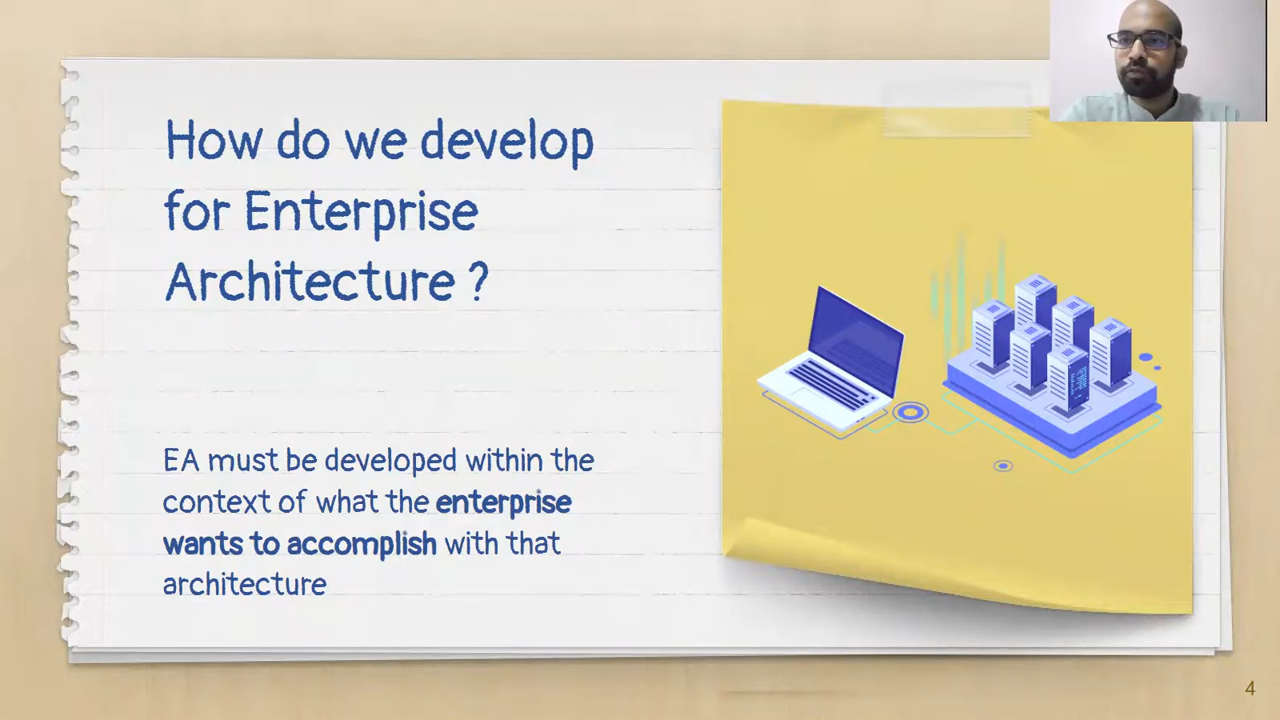 How do we develop
for Enterprise
Architecture ?
EA must be developed within the
context of what the enterprise
wants to accomplish with that
architecture
4